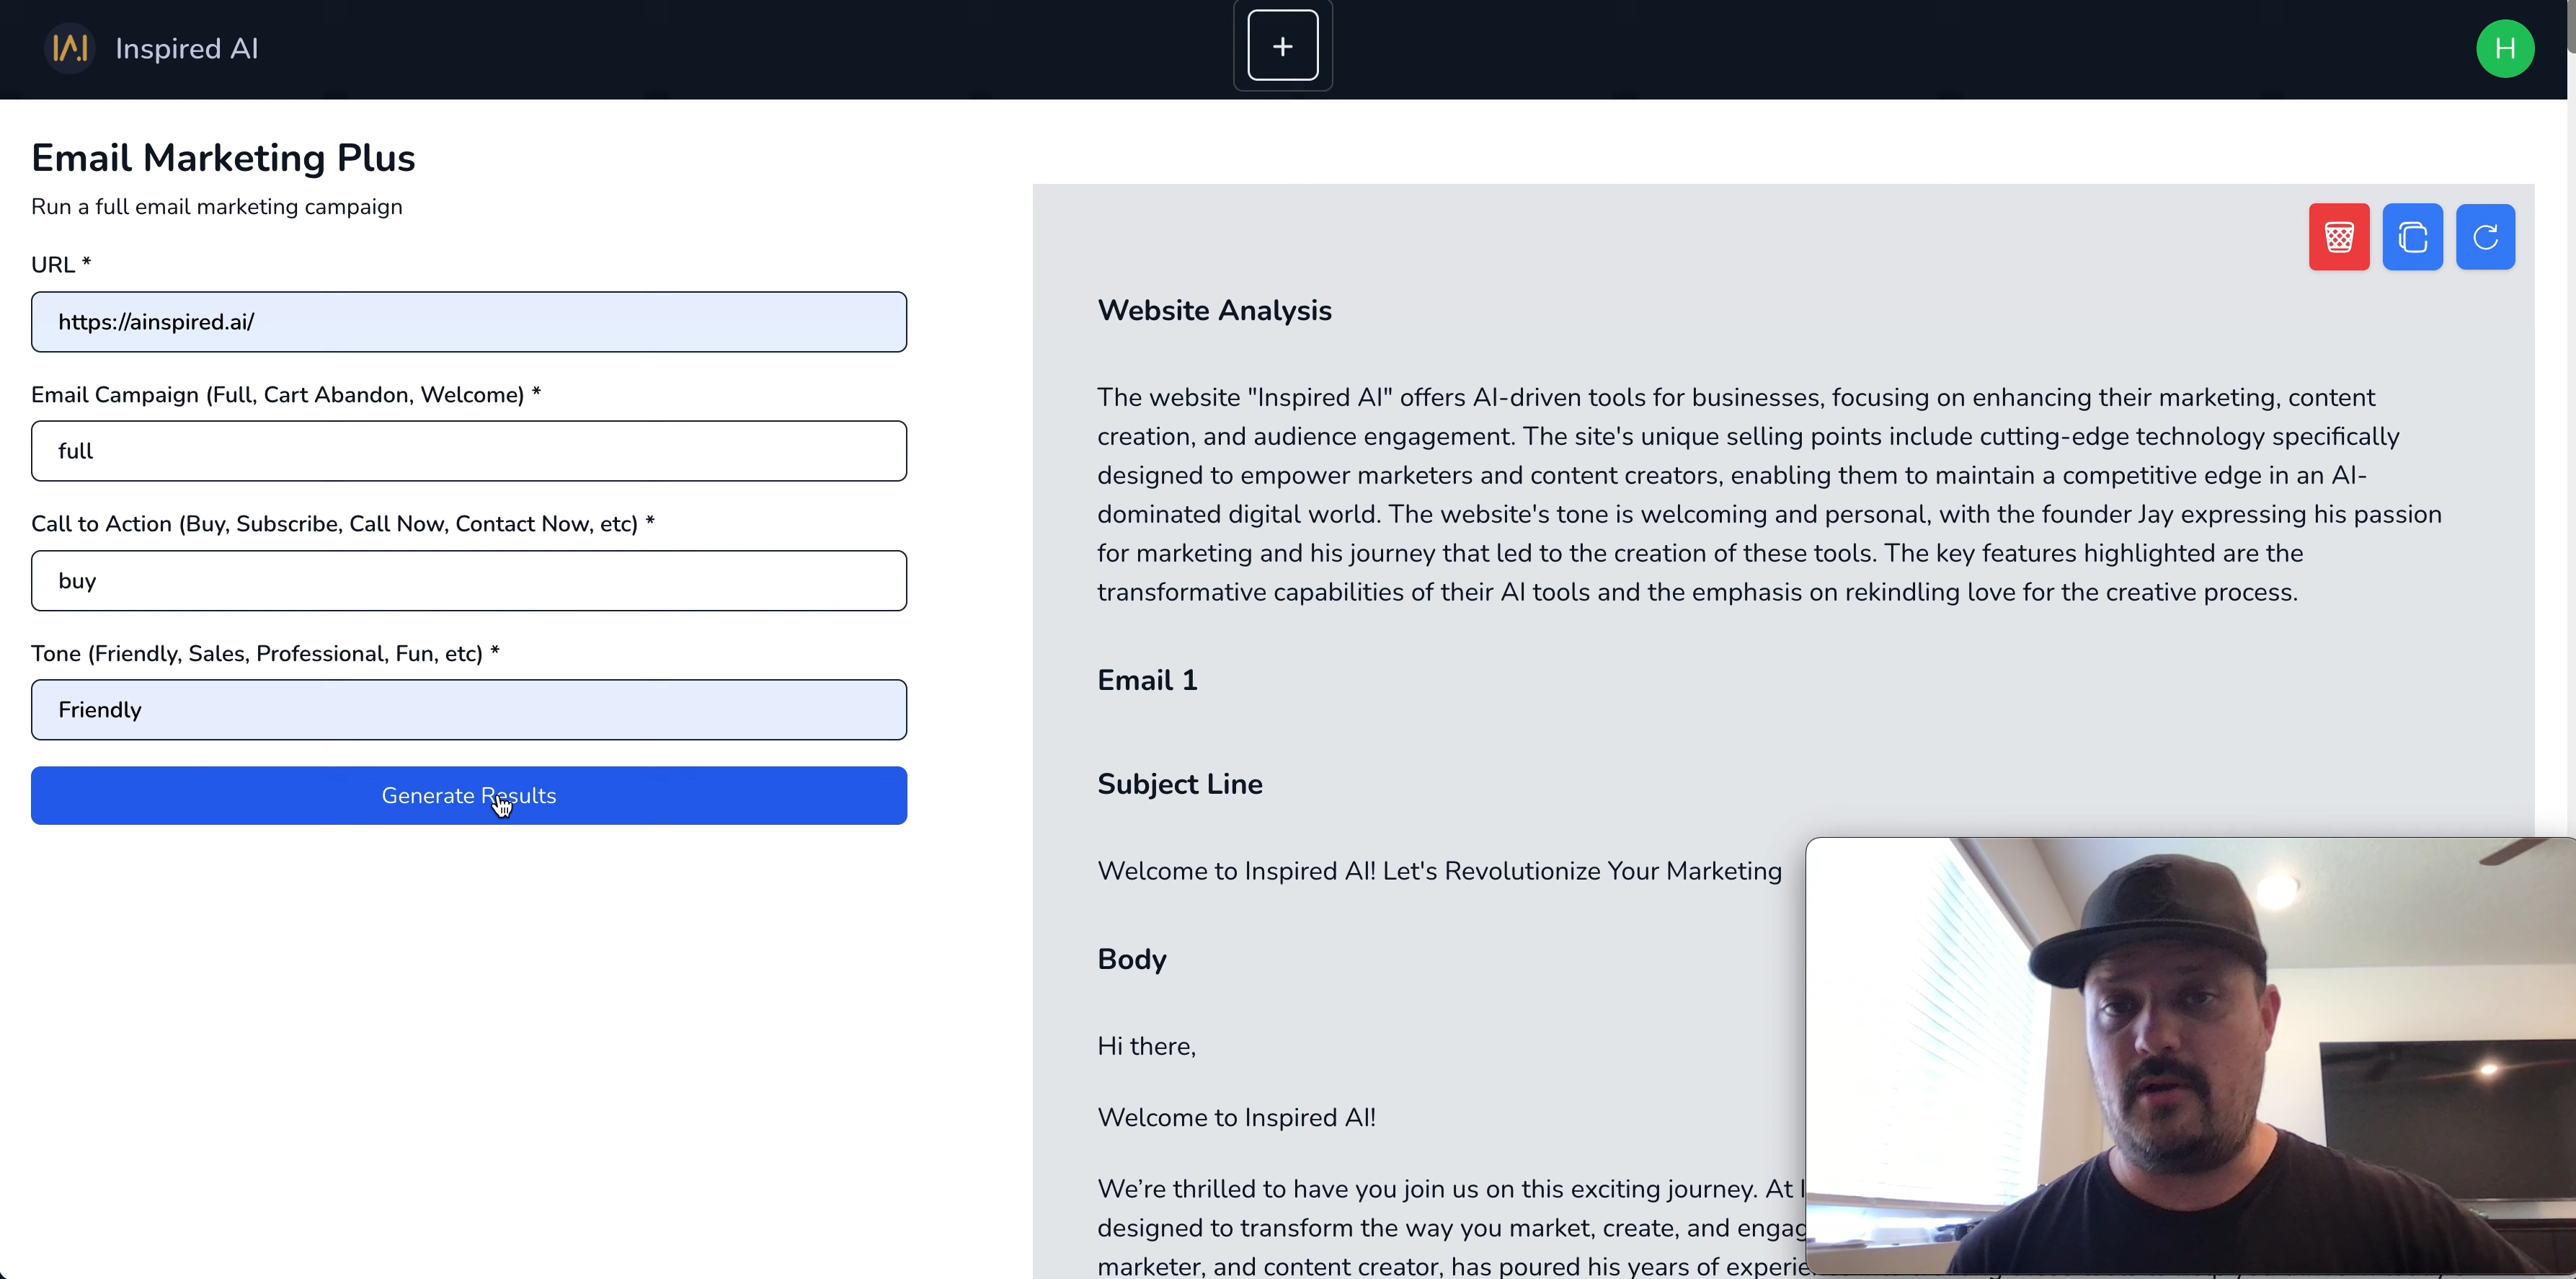 Inspired AI
H
Email Marketing Plus
Run a full email marketing campaign
URL *
https://ainspired.ai/
Email Campaign (Full, Cart Abandon, Welcome) *
full
Call to Action (Buy, Subscribe, Call Now, Contact Now, etc) *
buy
Tone (Friendly, Sales, Professional, Fun, etc) *
Friendly
Generate Results
Website Analysis
The website "Inspired AI" offers AI-driven tools for businesses, focusing on enhancing their marketing, content
creation, and audience engagement. The site's unique selling points include cutting-edge technology specifically
designed to empower marketers and content creators, enabling them to maintain a competitive edge in an AI-
dominated digital world. The website's tone is welcoming and personal, with the founder Jay expressing his passion
for marketing and his journey that led to the creation of these tools. The key features highlighted are the
transformative capabilities of their AI tools and the emphasis on rekindling love for the creative process.
Email 1
Subject Line
Welcome to Inspired AI! Let's Revolutionize Your Marketing
Body
Hi there,
Welcome to Inspired AI!
We’re thrilled to have you join us on this exciting journey. At
designed to transform the way you market, create, and
marketer, and content creator, has poured his years of